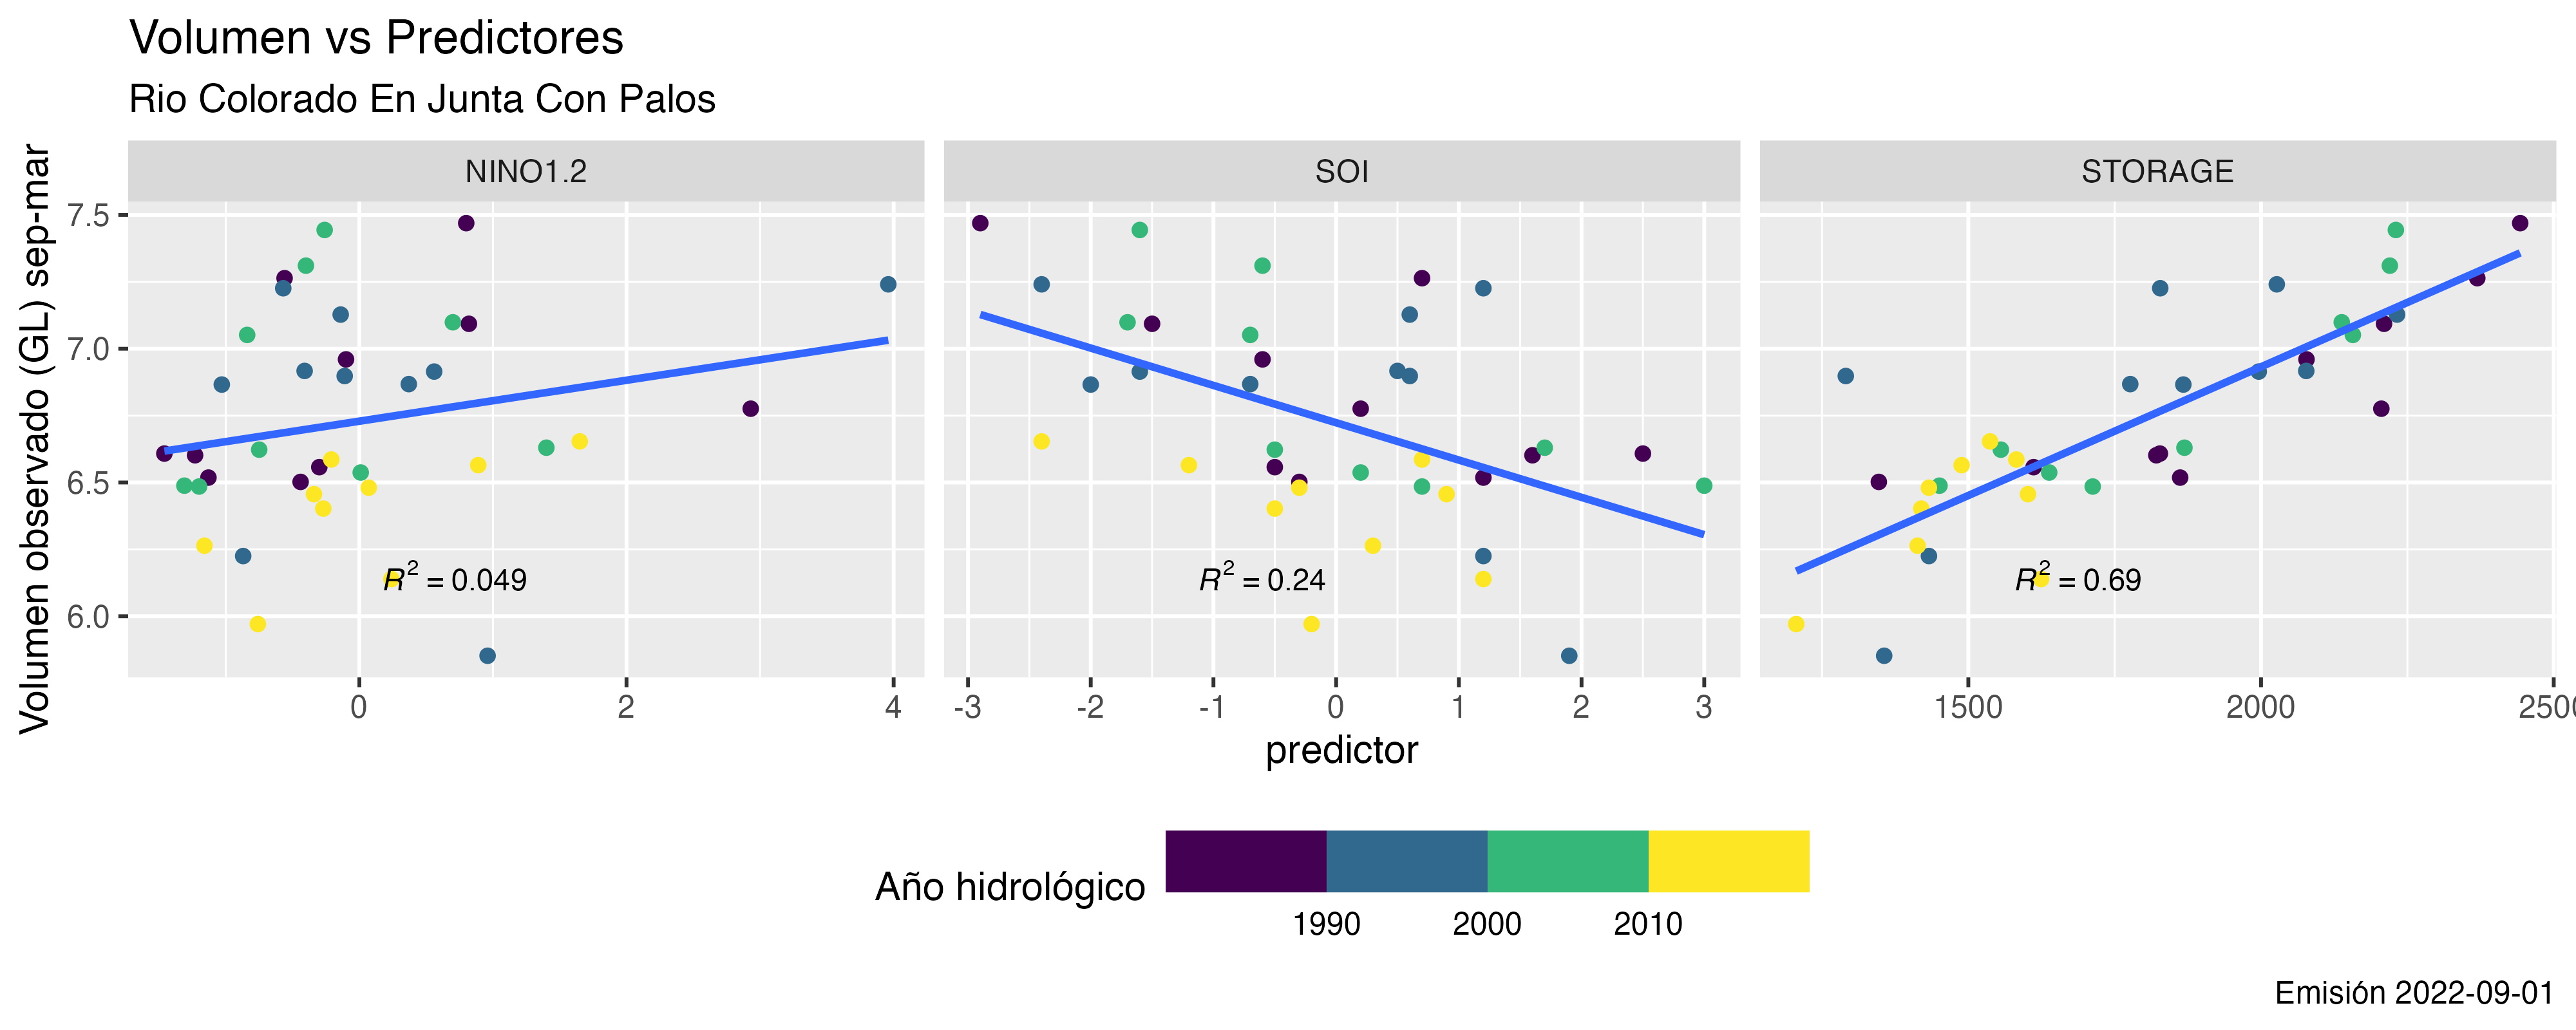 Volumen vs Predictores
Rio Colorado En Junta Con Palos
NINO1.2 SOI STORAGE
Volumen observado (GL) sep-mar
7.5
7.0
6.5
6.0
R² = 0.049 R² = 0.24 R² = 0.69
0 2 4 -3 -2 -1 0 1 2 3 1500 2000 250
predictor
Año hidrológico
1990 2000 2010
Emisión 2022-09-01